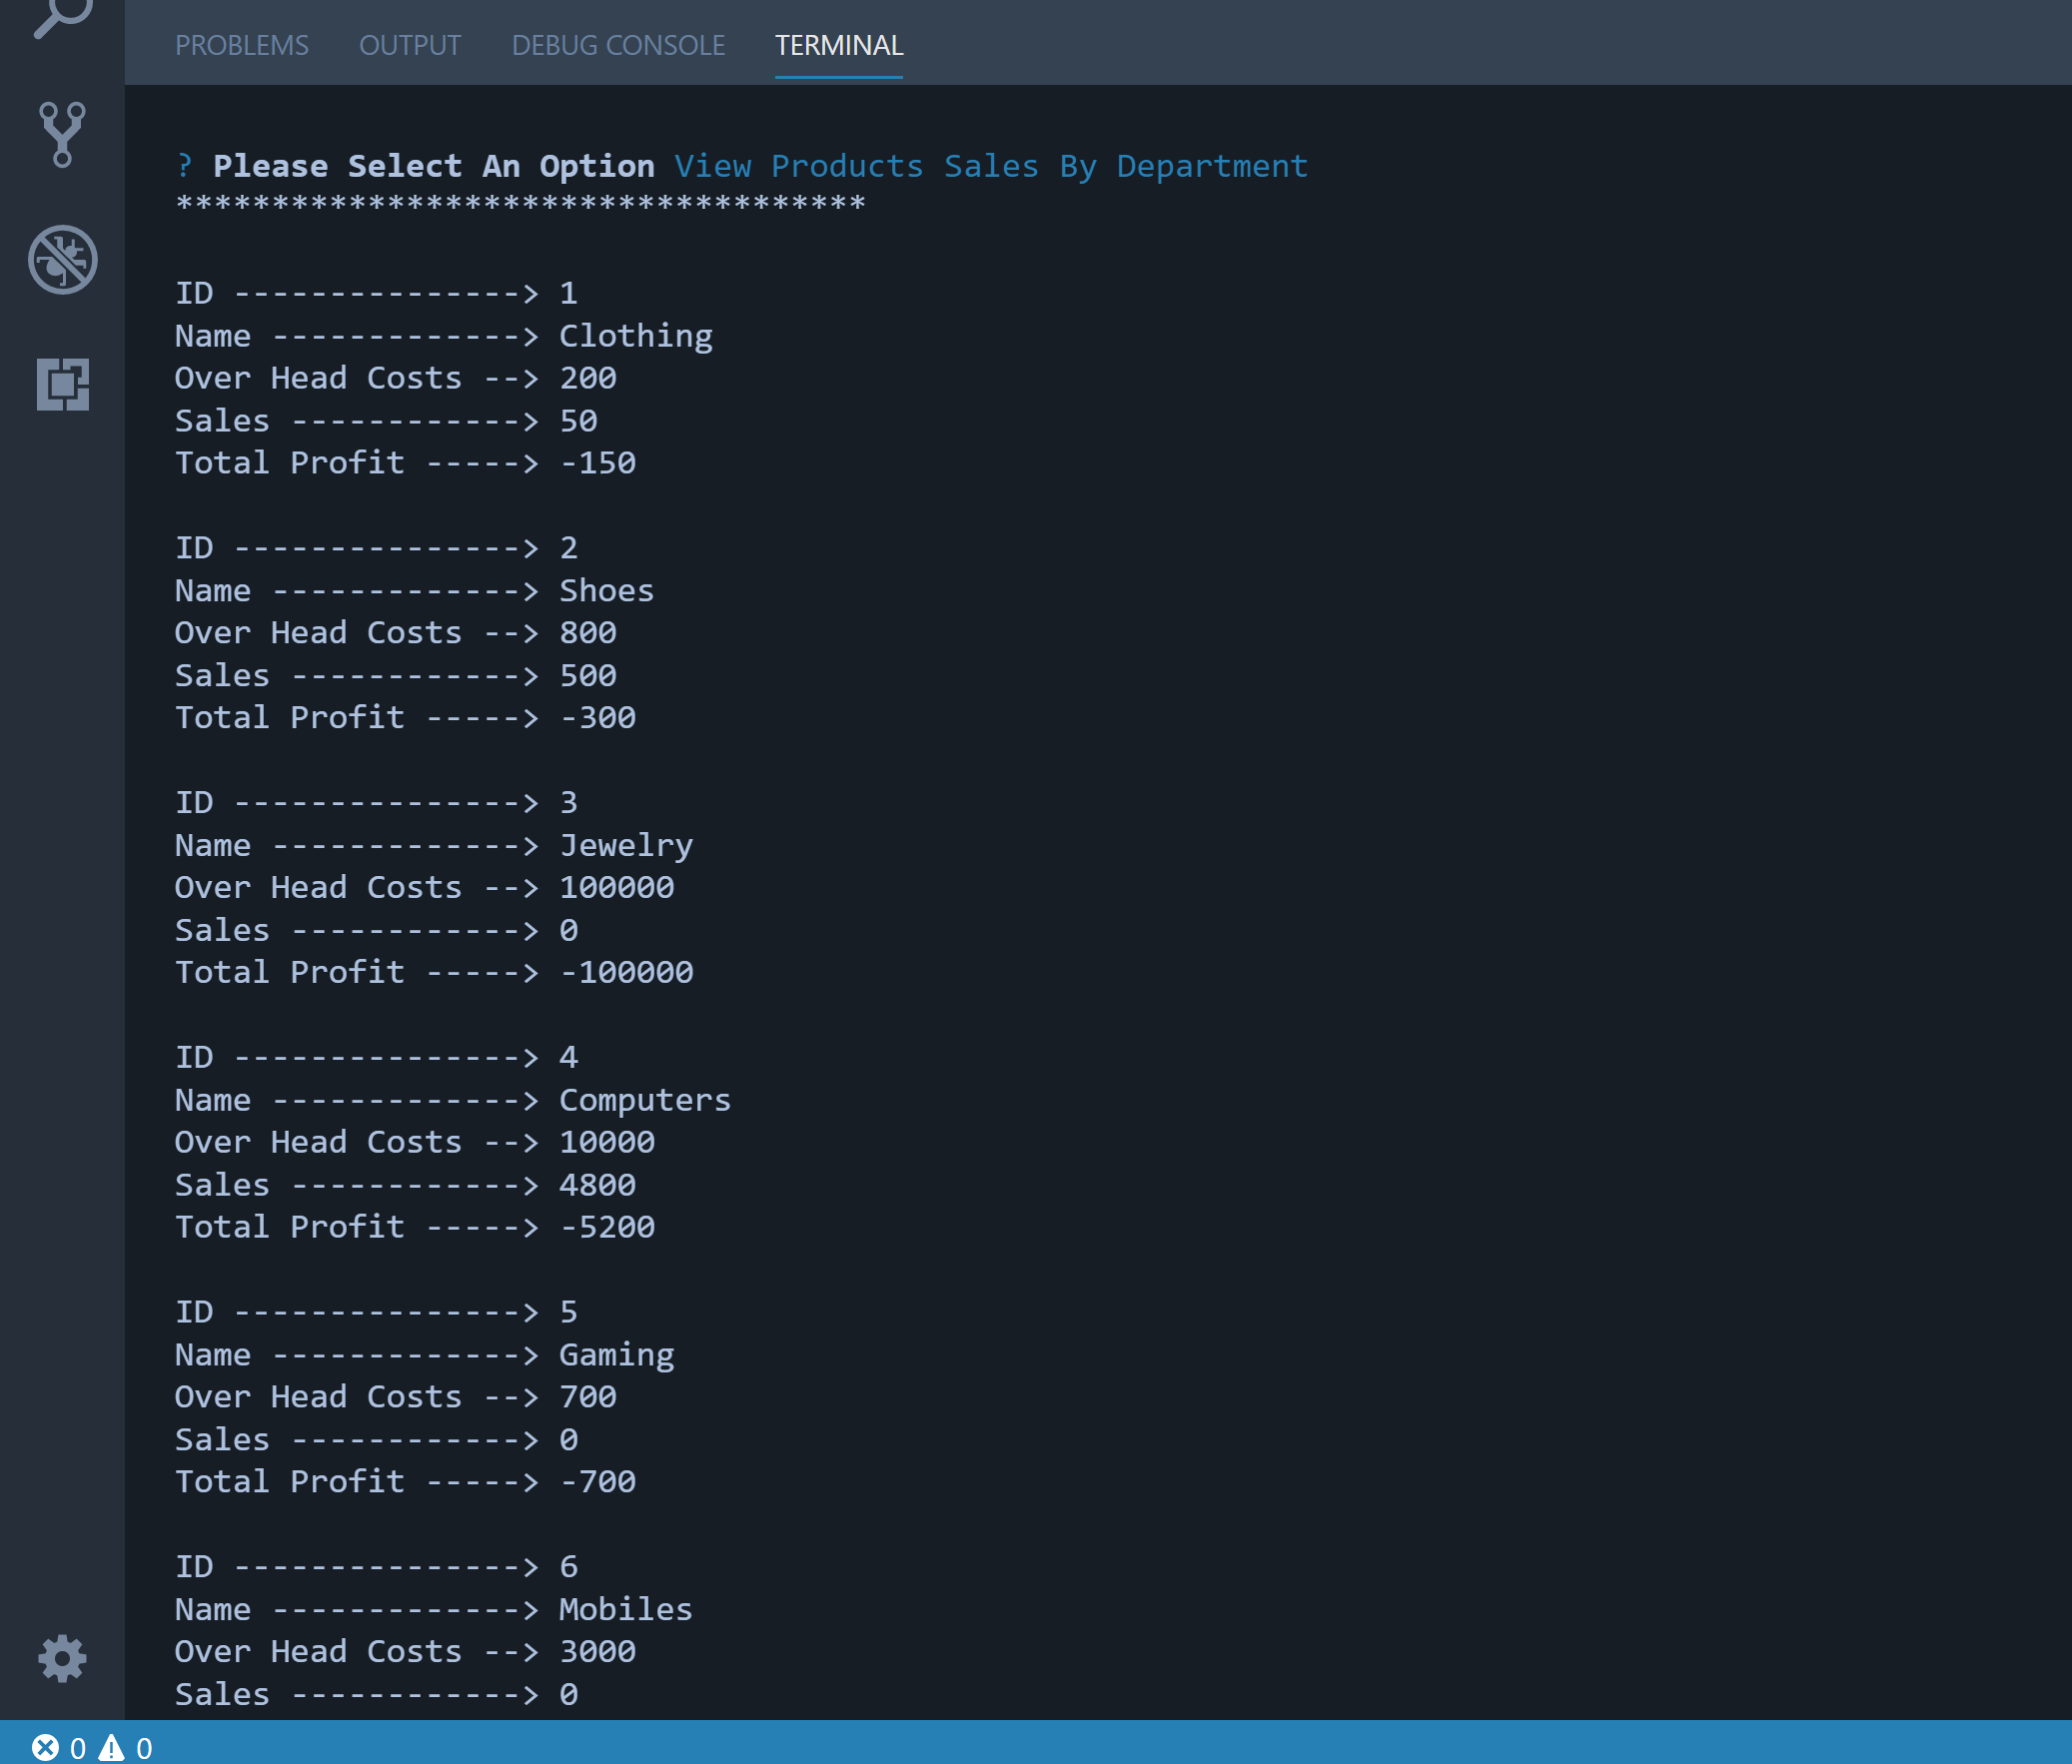 PROBLEMS OUTPUT DEBUG CONSOLE TERMINAL
? Please Select An Option View Products Sales By Department
************************************
ID ---------------> 1
Name -------------> Clothing
Over Head Costs --> 200
Sales ------------> 50
Total Profit -----> -150
ID ---------------> 2
Name -------------> Shoes
Over Head Costs --> 800
Sales ------------> 500
Total Profit -----> -300
ID ---------------> 3
Name -------------> Jewelry
Over Head Costs --> 100000
Sales ------------> 0
Total Profit -----> -100000
ID ---------------> 4
Name -------------> Computers
Over Head Costs --> 10000
Sales ------------> 4800
Total Profit -----> -5200
ID ---------------> 5
Name -------------> Gaming
Over Head Costs --> 700
Sales ------------> 0
Total Profit -----> -700
ID ---------------> 6
Name -------------> Mobiles
Over Head Costs --> 3000
Sales ------------> 0
0 0